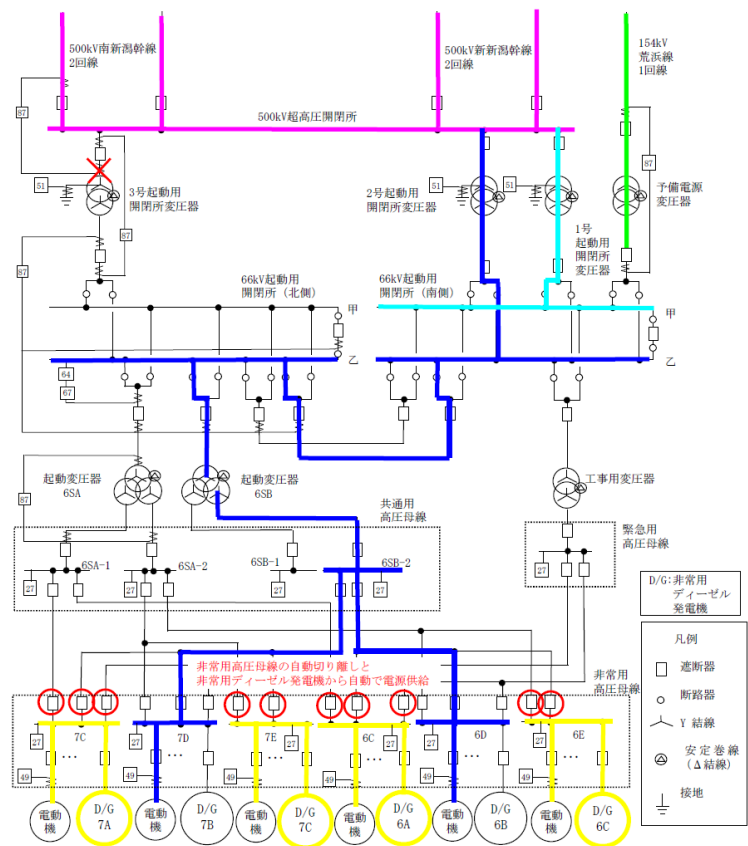 500kV南新潟幹線
2回線
500kV新新潟幹線
2回線
154kV
荒浜線
1回線
87
500kV超高圧開閉所
87
51
3号起動用
開閉所変圧器
51
2号起動用
開閉所変圧器
51
1号
起動用
開閉所
変圧器
予備電源
変圧器
87
87
66kV起動用
開閉所(北側)
66kV起動用
開閉所(南側)
甲
甲
乙
乙
64
67
起動変圧器
6SA
起動変圧器
6SB
工事用変圧器
87
共通用
高圧母線
緊急用
高圧母線
6SA-1
6SA-2
6SB-1
6SB-2
27
27
27
27
27
D/G:非常用
ディーゼル
発電機
凡例
遮断器
断路器
Y 結線
安定巻線
(Δ結線)
接地
非常用高圧母線の自動切り離しと
非常用ディーゼル発電機から自動で電源供給
非常用
高圧母線
7C
7D
7E
6C
6D
6E
27
27
27
27
27
27
…
…
…
…
…
…
49
49
49
49
49
49
電動
機
D/G
7A
電動
機
D/G
7B
電動
機
D/G
7C
電動
機
D/G
6A
電動
機
D/G
6B
電動
機
D/G
6C